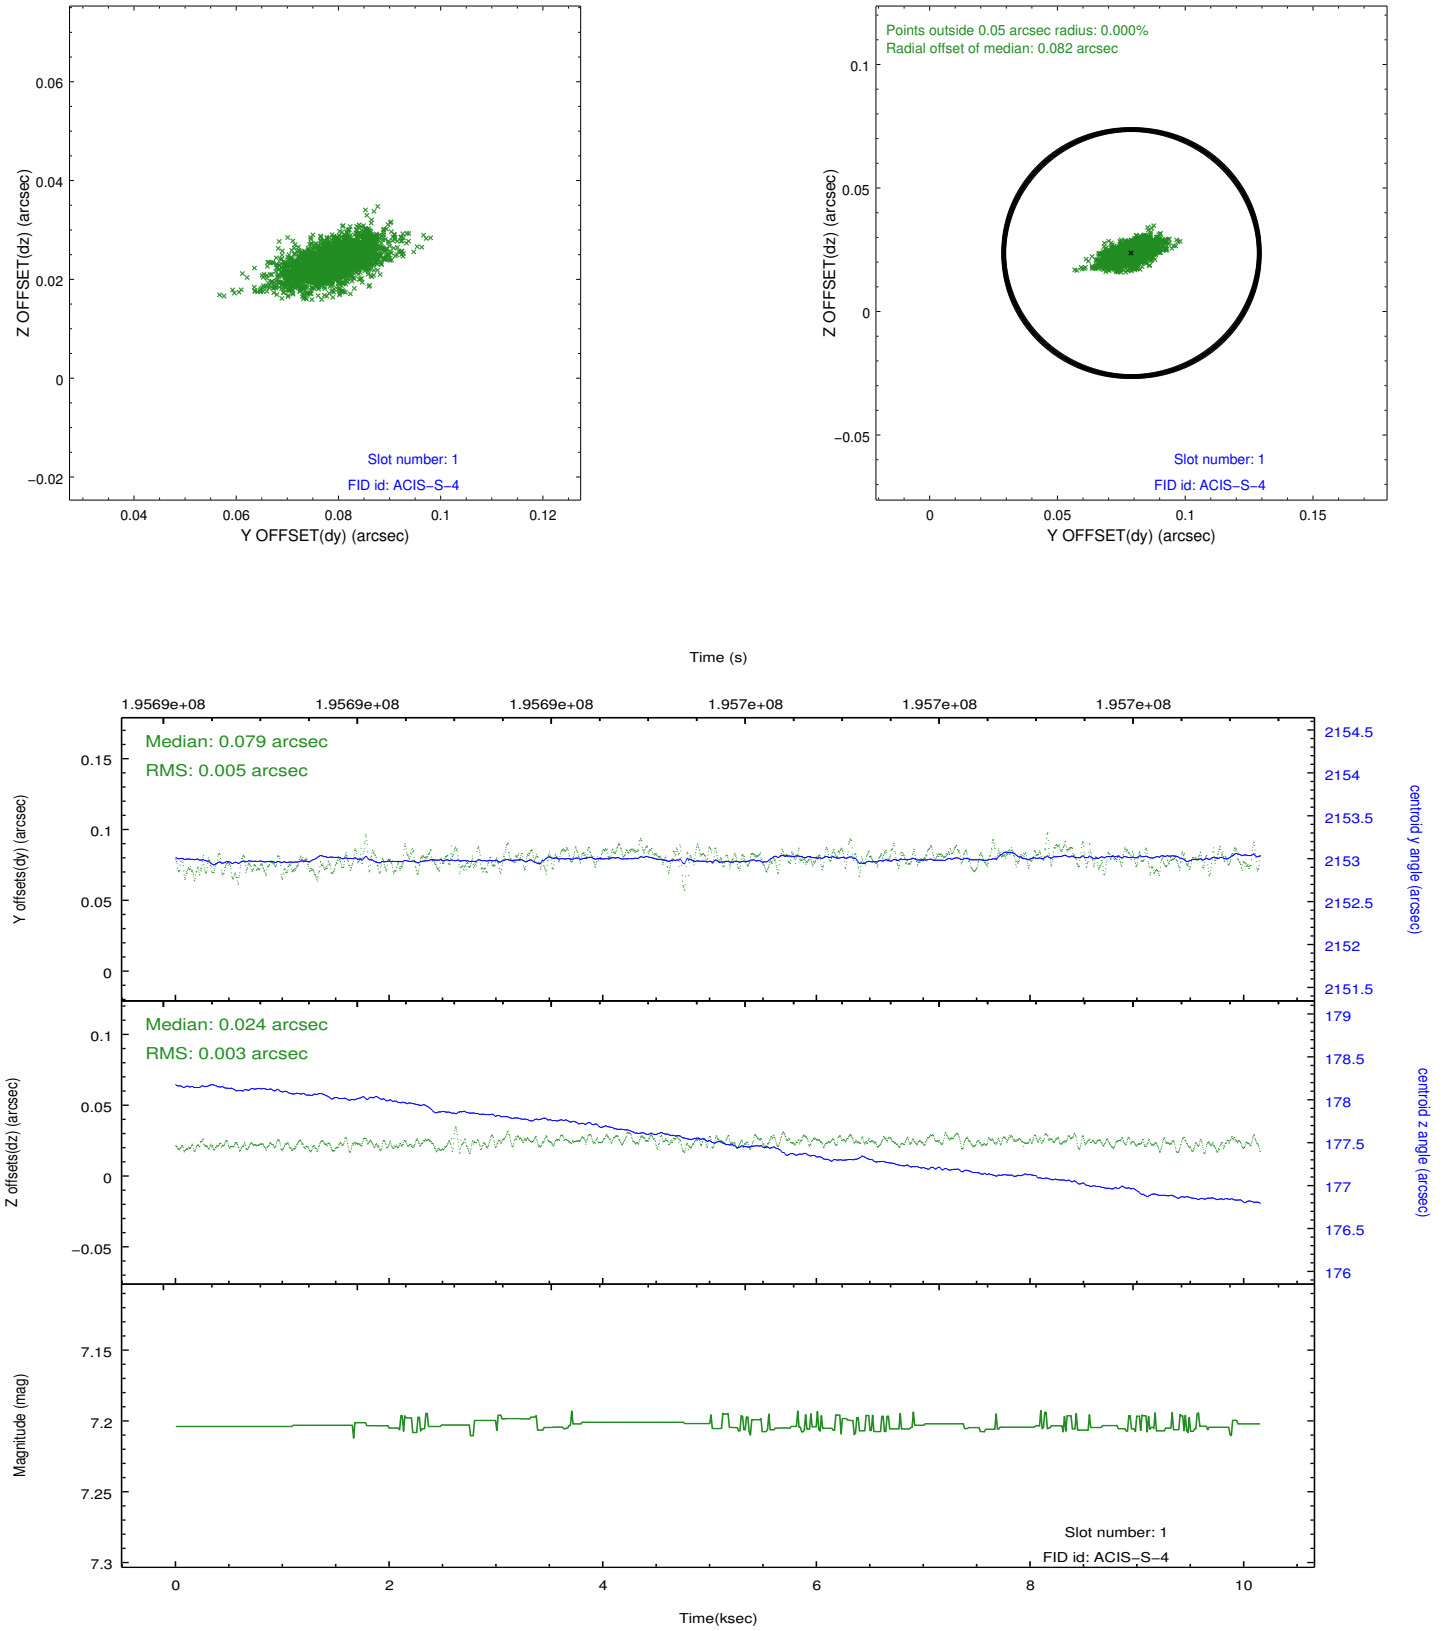 0.06
0.04
0.02
0
−0.02
0.04
0.06
0.08
0.1
0.12
Z OFFSET(dz) (arcsec)
Y OFFSET(dy) (arcsec)
Slot number: 1
FID id: ACIS−S−4
Points outside 0.05 arcsec radius: 0.000%
Radial offset of median: 0.082 arcsec
0.1
0.05
0
−0.05
0
0.05
0.1
0.15
Z OFFSET(dz) (arcsec)
Y OFFSET(dy) (arcsec)
Slot number: 1
FID id: ACIS−S−4
Time (s)
1.9569e+08
1.9569e+08
1.9569e+08
1.957e+08
1.957e+08
1.957e+08
Median: 0.079 arcsec
RMS: 0.005 arcsec
0.15
0.1
0.05
0
Y offsets(dy) (arcsec)
2154.5
2154
2153.5
2153
2152.5
2152
2151.5
centroid y angle (arcsec)
Median: 0.024 arcsec
RMS: 0.003 arcsec
0.1
0.05
0
−0.05
Z offsets(dz) (arcsec)
179
178.5
178
177.5
177
176.5
176
centroid z angle (arcsec)
7.15
7.2
7.25
7.3
Magnitude (mag)
Slot number: 1
FID id: ACIS−S−4
0
2
4
6
8
10
Time(ksec)